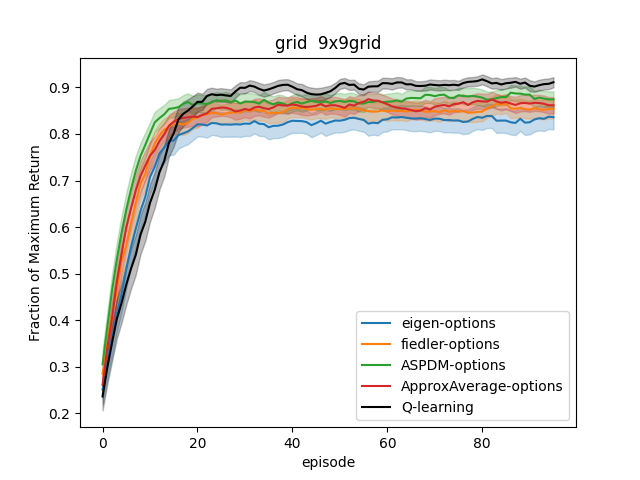 grid  9x9grid
Fraction of Maximum Return
0.9
0.8
0.7
0.6
0.5
0.4
0.3
0.2
eigen-options
fiedler-options
ASPDM-options
ApproxAverage-options
Q-learning
0
20
40
60
80
episode